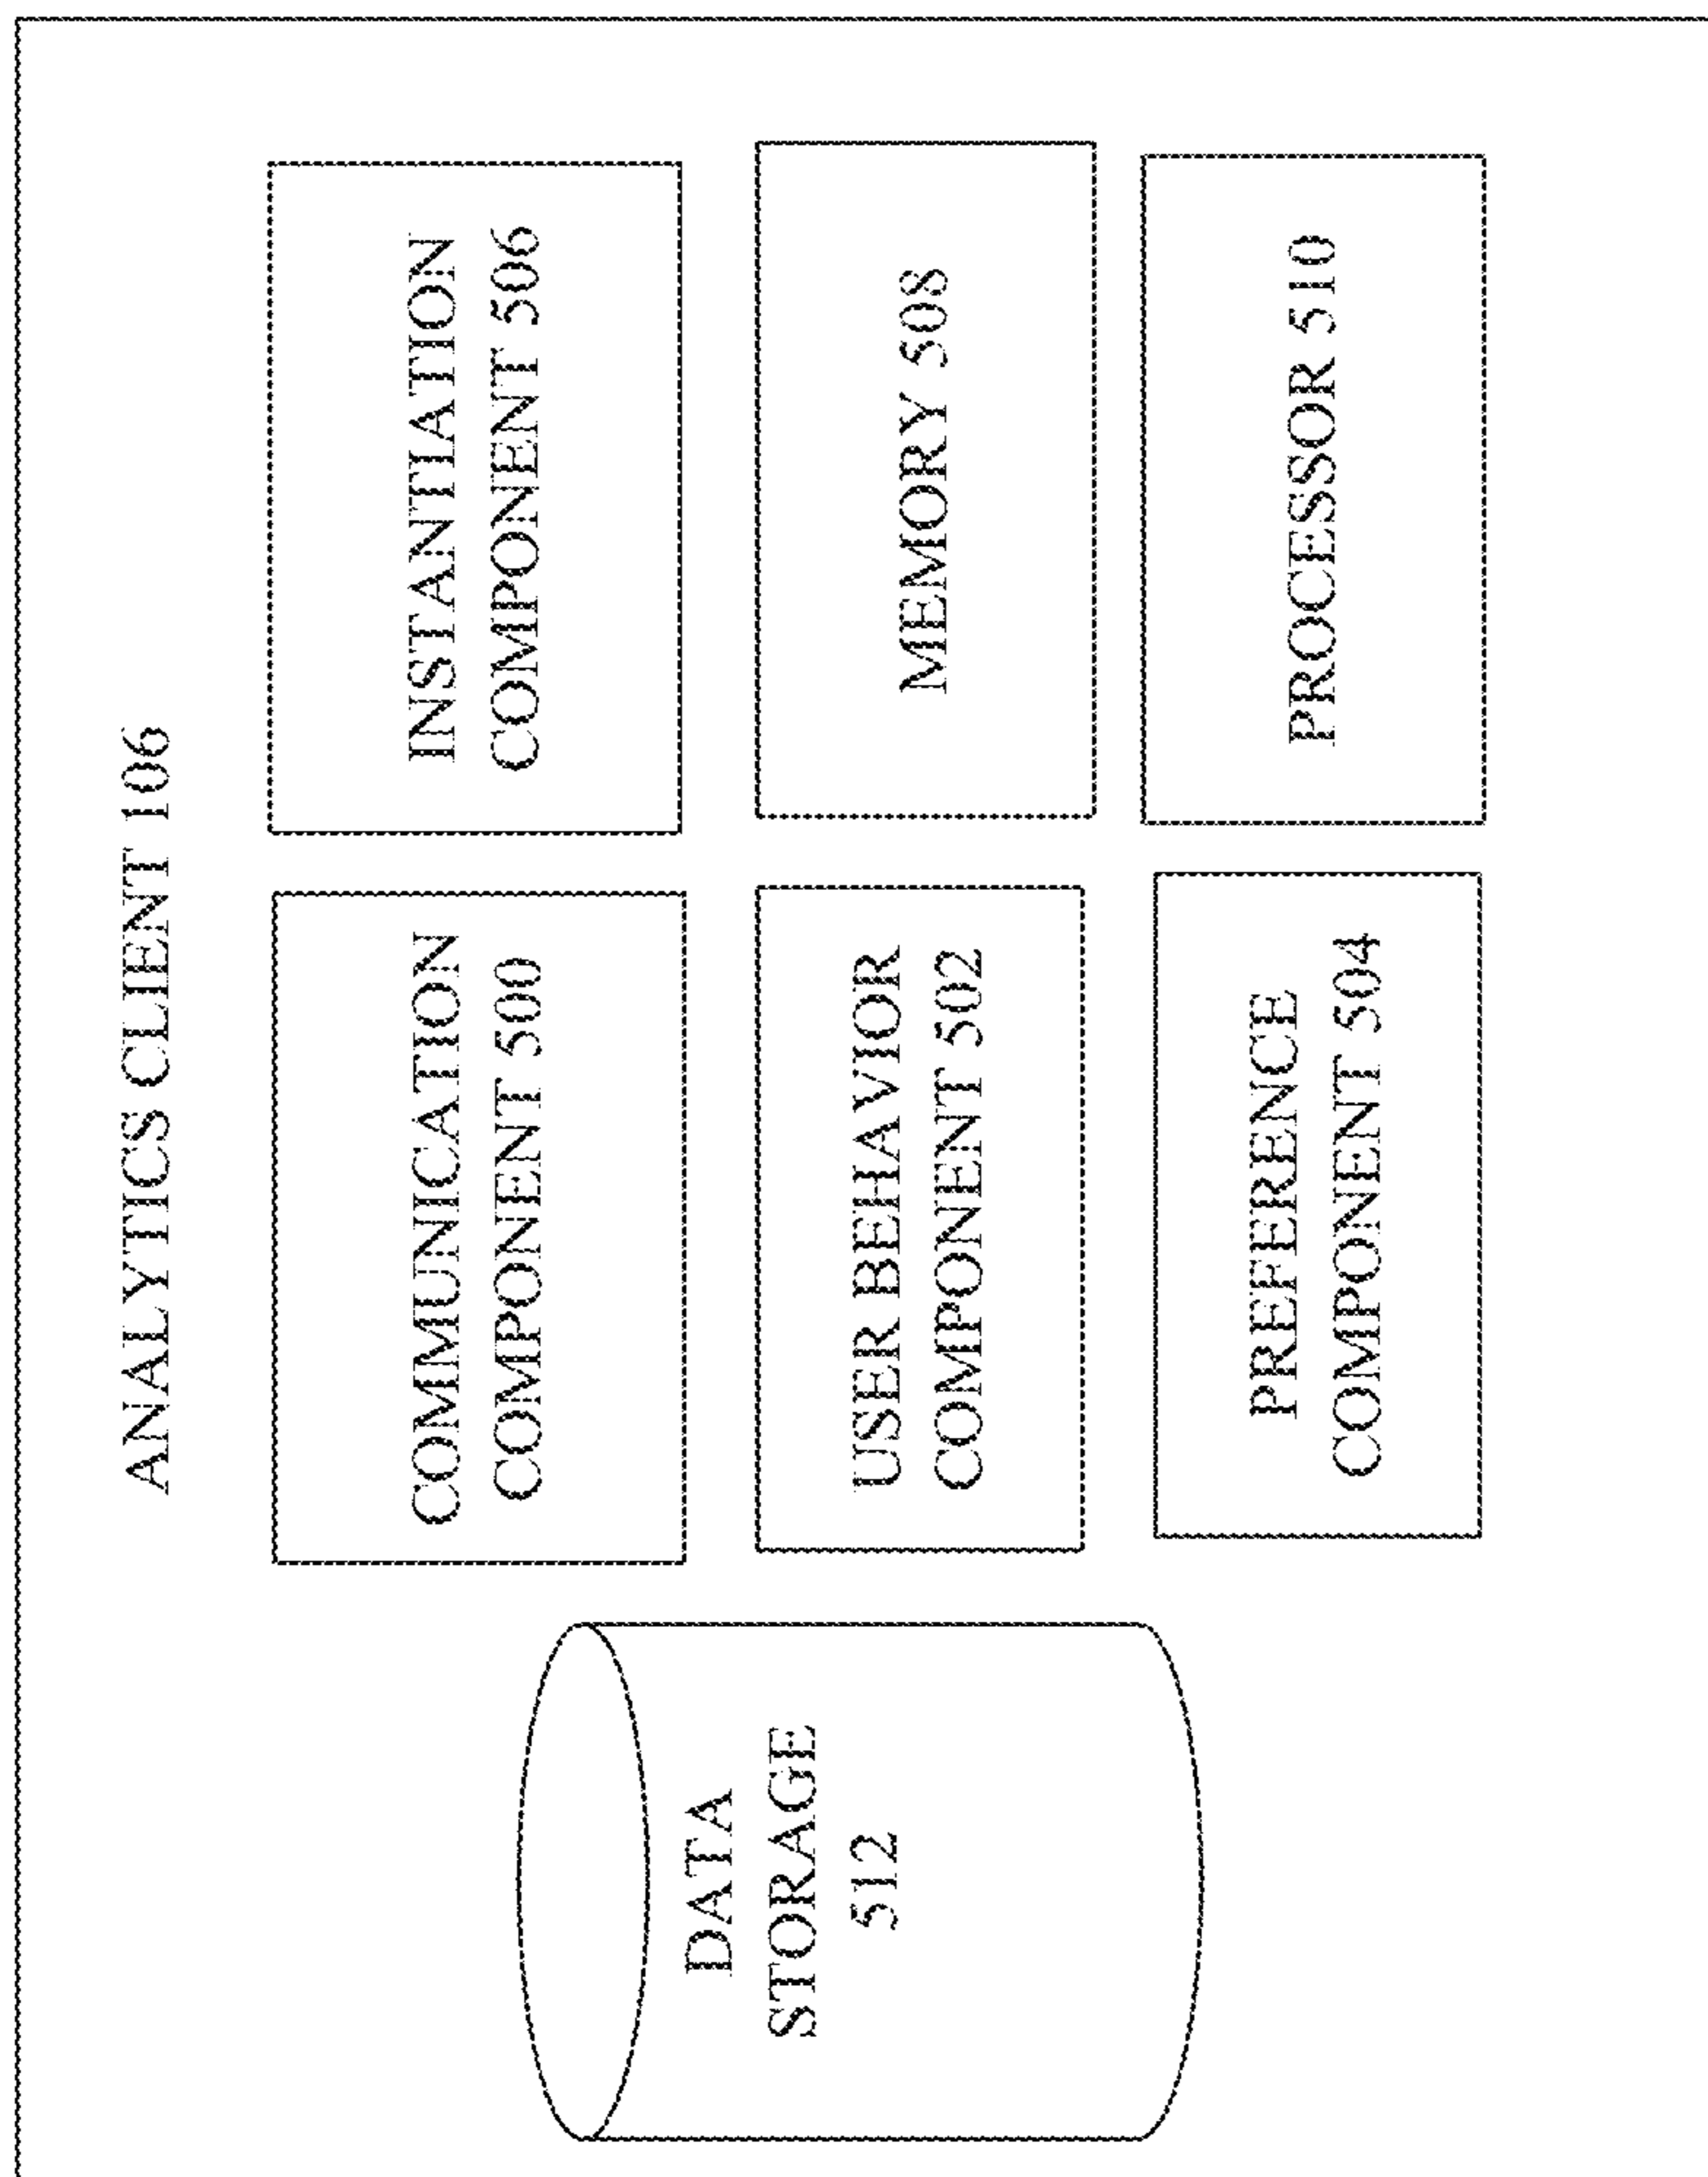 ANALYTICS CLIENT 106
DATA
STORAGE
512
COMMUNICATION
COMPONENT 500
USER BEHAVIOR
COMPONENT 502
PREFERENCE
COMPONENT 504
INSTANTIATION
COMPONENT 506
MEMORY 508
PROCESSOR 510